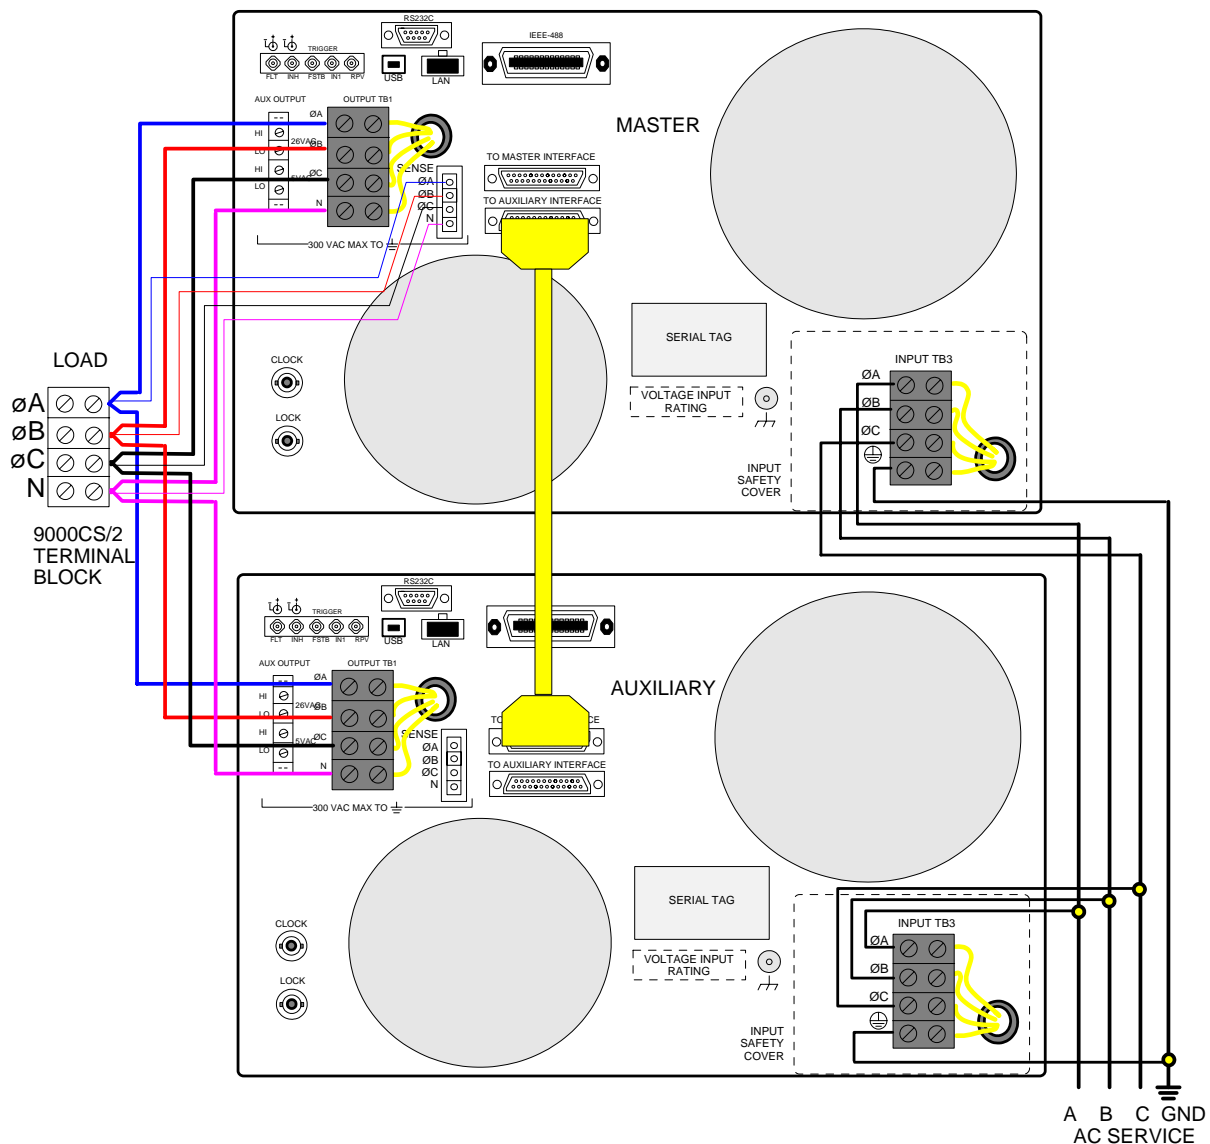 RS232C
IEEE-488
TRIGGER
FLT INH FSTB IN1 RPV
USB
LAN
AUX OUTPUT
OUTPUT TB1
ØA
HI
26VAC
ØB
LO
HI
5VAC
ØC
LO
N
MASTER
SENSE
ØA
ØB
ØC
N
TO MASTER INTERFACE
TO AUXILIARY INTERFACE
300 VAC MAX TO
SERIAL TAG
VOLTAGE INPUT
RATING
CLOCK
LOCK
INPUT TB3
ØA
ØB
ØC
INPUT
SAFETY
COVER
LOAD
øA
øB
øC
N
9000CS/2
TERMINAL
BLOCK
RS232C
TRIGGER
FLT INH FSTB IN1 RPV
USB
LAN
AUX OUTPUT
OUTPUT TB1
ØA
HI
26VAC
ØB
LO
HI
5VAC
ØC
LO
N
AUXILIARY
SENSE
ØA
ØB
ØC
N
TO AUXILIARY INTERFACE
300 VAC MAX TO
SERIAL TAG
VOLTAGE INPUT
RATING
CLOCK
LOCK
INPUT TB3
ØA
ØB
ØC
INPUT
SAFETY
COVER
A B C GND
AC SERVICE